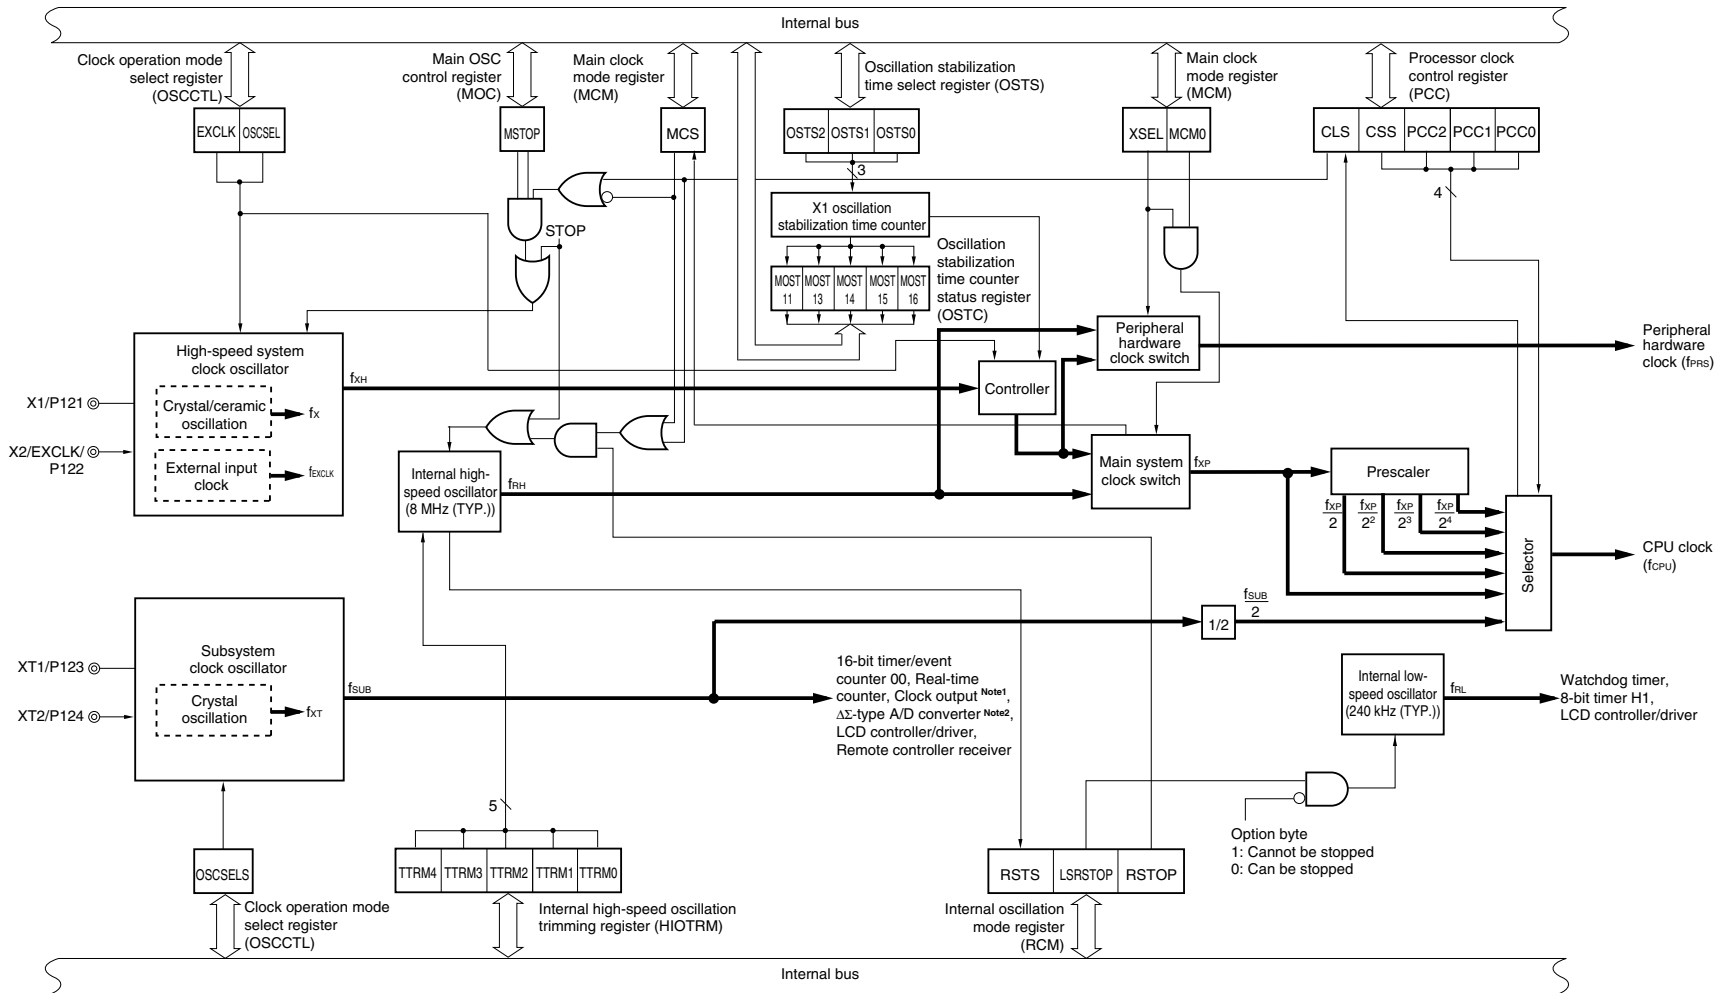 Internal bus
Clock operation mode
select register
(OSCCTL)
Main OSC
control register
(MOC)
Main clock
mode register
(MCM)
Oscillation stabilization
time select register (OSTS)
Main clock
mode register
(MCM)
Processor clock
control register
(PCC)
EXCLK OSCSEL
MSTOP
MCS
OSTS2 OSTS1 OSTS0
XSEL MCM0
CLS CSS PCC2 PCC1 PCC0
3
4
X1 oscillation
stabilization time counter
STOP
Oscillation
stabilization
time counter
status register
(OSTC)
MOST MOST MOST MOST MOST
11 13 14 15 16
High-speed system
clock oscillator
Crystal/ceramic
oscillation
fX
External input
clock
fEXCLK
X1/P121
X2/EXCLK/
P122
fXH
Controller
Peripheral
hardware
clock switch
Peripheral
hardware
clock (fPRS)
Internal high-
speed oscillator
(8 MHz (TYP.))
fRH
Main system
clock switch
fXP
Prescaler
fXP fXP fXP fXP
2 2² 2³ 2⁴
Selector
CPU clock
(fCPU)
fSUB
2
1/2
Subsystem
clock oscillator
Crystal
oscillation
fXT
XT1/P123
XT2/P124
fSUB
16-bit timer/event
counter 00, Real-time
counter, Clock output Note1,
ΔΣ-type A/D converter Note2,
LCD controller/driver,
Remote controller receiver
Internal low-
speed oscillator
(240 kHz (TYP.))
fRL
Watchdog timer,
8-bit timer H1,
LCD controller/driver
5
Option byte
1: Cannot be stopped
0: Can be stopped
OSCSELS
TTRM4 TTRM3 TTRM2 TTRM1 TTRM0
RSTS LSRSTOP RSTOP
Clock operation mode
select register
(OSCCTL)
Internal high-speed oscillation
trimming register (HIOTRM)
Internal oscillation
mode register
(RCM)
Internal bus